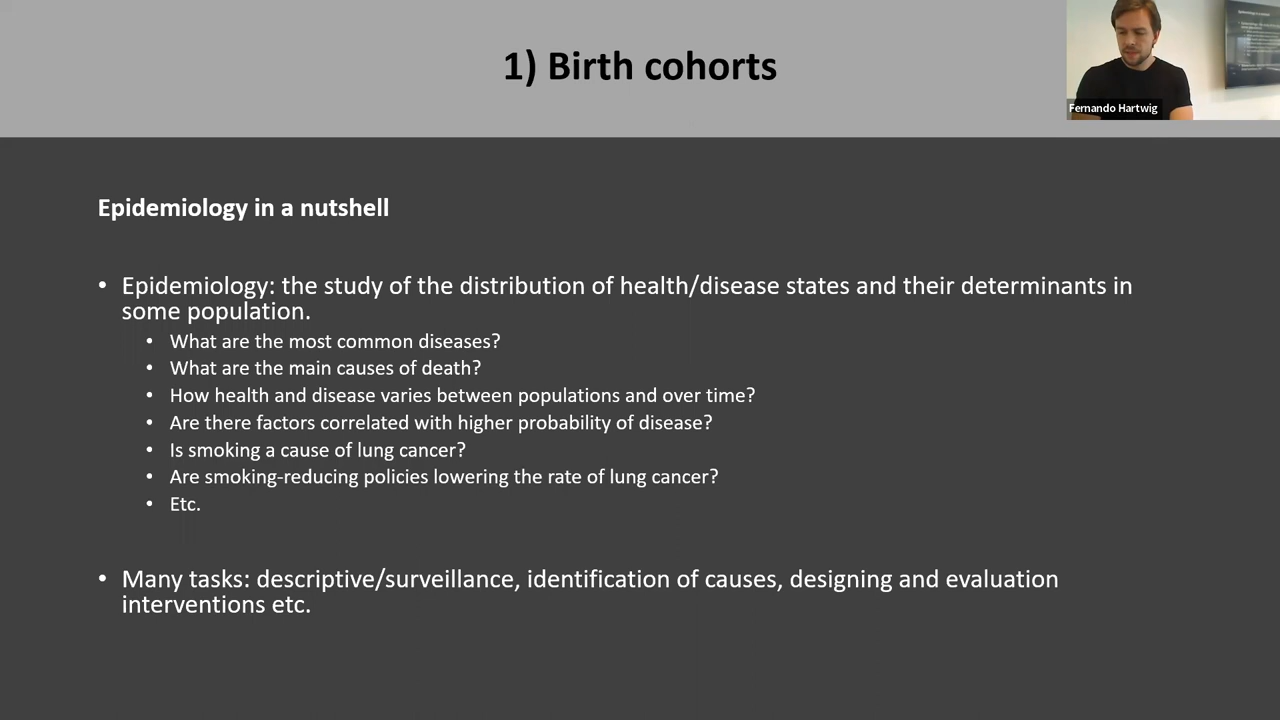 1) Birth cohorts
Fernando Hartwig
Epidemiology in a nutshell
• Epidemiology: the study of the distribution of health/disease states and their determinants in
some population.
• What are the most common diseases?
• What are the main causes of death?
• How health and disease varies between populations and over time?
• Are there factors correlated with higher probability of disease?
• Is smoking a cause of lung cancer?
• Are smoking-reducing policies lowering the rate of lung cancer?
• Etc.
• Many tasks: descriptive/surveillance, identification of causes, designing and evaluation
interventions etc.